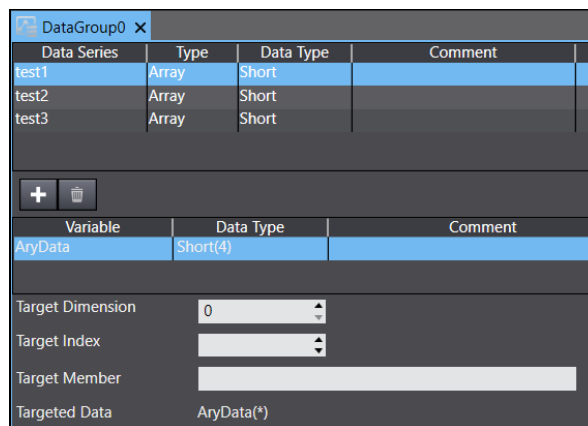 DataGroup0 ×
Data Series Type Data Type Comment
test1 Array Short
test2 Array Short
test3 Array Short
Variable Data Type Comment
AryData Short(4)
Target Dimension 0
Target Index
Target Member
Targeted Data AryData(*)